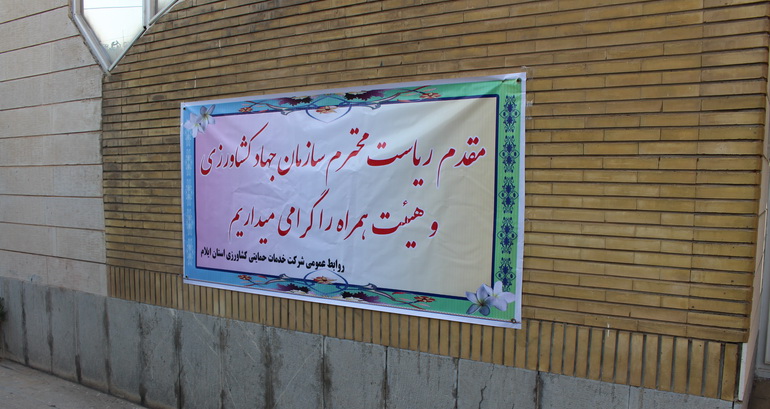 مقدم ریاست محترم سازمان جهاد کشاورزی
و هیئت همراه را گرامی میداریم
روابط عمومی شرکت خدمات حمایتی کشاورزی استان ایلام